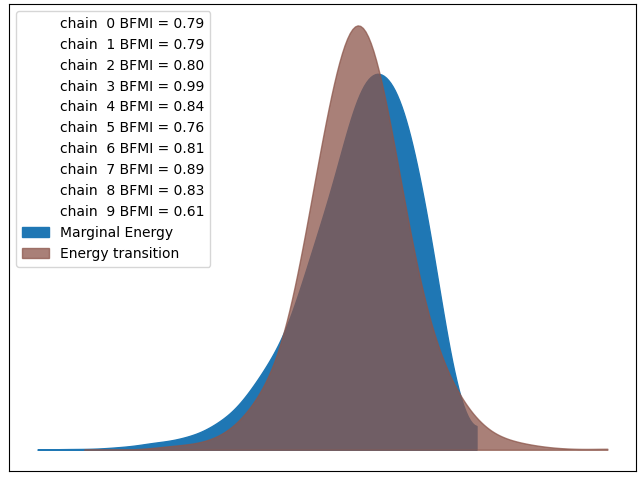 chain  0 BFMI = 0.79
chain  1 BFMI = 0.79
chain  2 BFMI = 0.80
chain  3 BFMI = 0.99
chain  4 BFMI = 0.84
chain  5 BFMI = 0.76
chain  6 BFMI = 0.81
chain  7 BFMI = 0.89
chain  8 BFMI = 0.83
chain  9 BFMI = 0.61
Marginal Energy
Energy transition